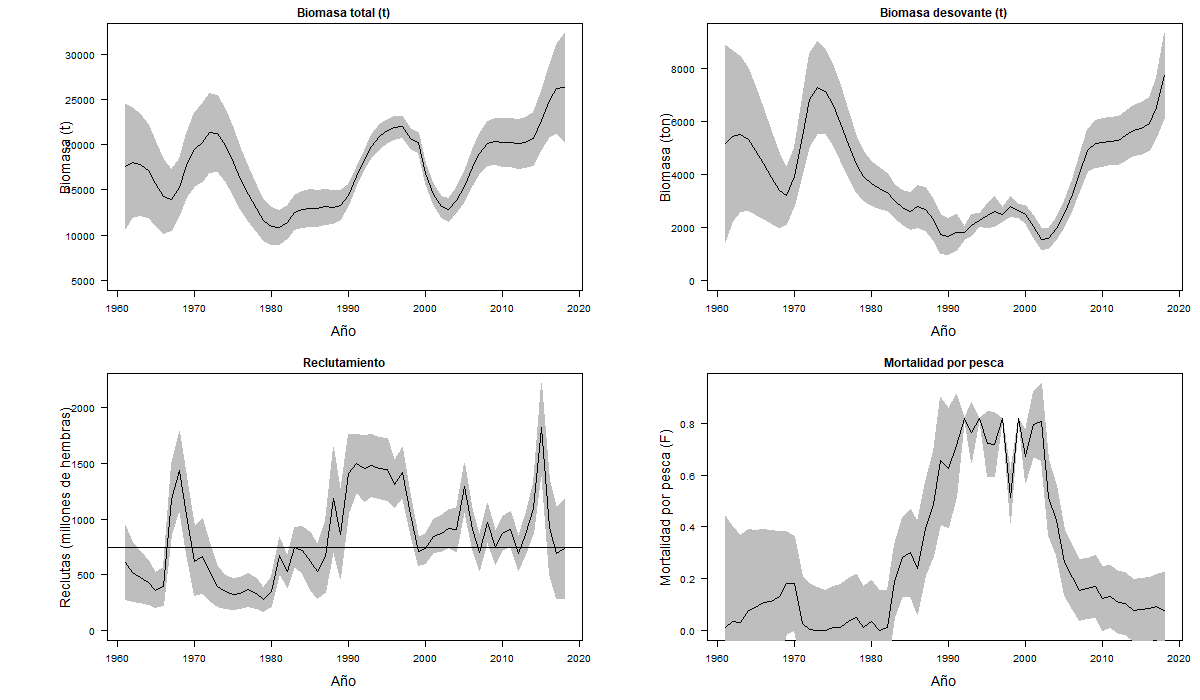 Biomasa total (t)
Biomasa (t)
30000
25000
20000
15000
10000
5000
1960 1970 1980 1990 2000 2010 2020
Año
Biomasa desovante (t)
Biomasa (ton)
8000
6000
4000
2000
0
1960 1970 1980 1990 2000 2010 2020
Año
Reclutamiento
Reclutas (millones de hembras)
2000
1500
1000
500
0
1960 1970 1980 1990 2000 2010 2020
Año
Mortalidad por pesca
Mortalidad por pesca (F)
0.8
0.6
0.4
0.2
0.0
1960 1970 1980 1990 2000 2010 2020
Año